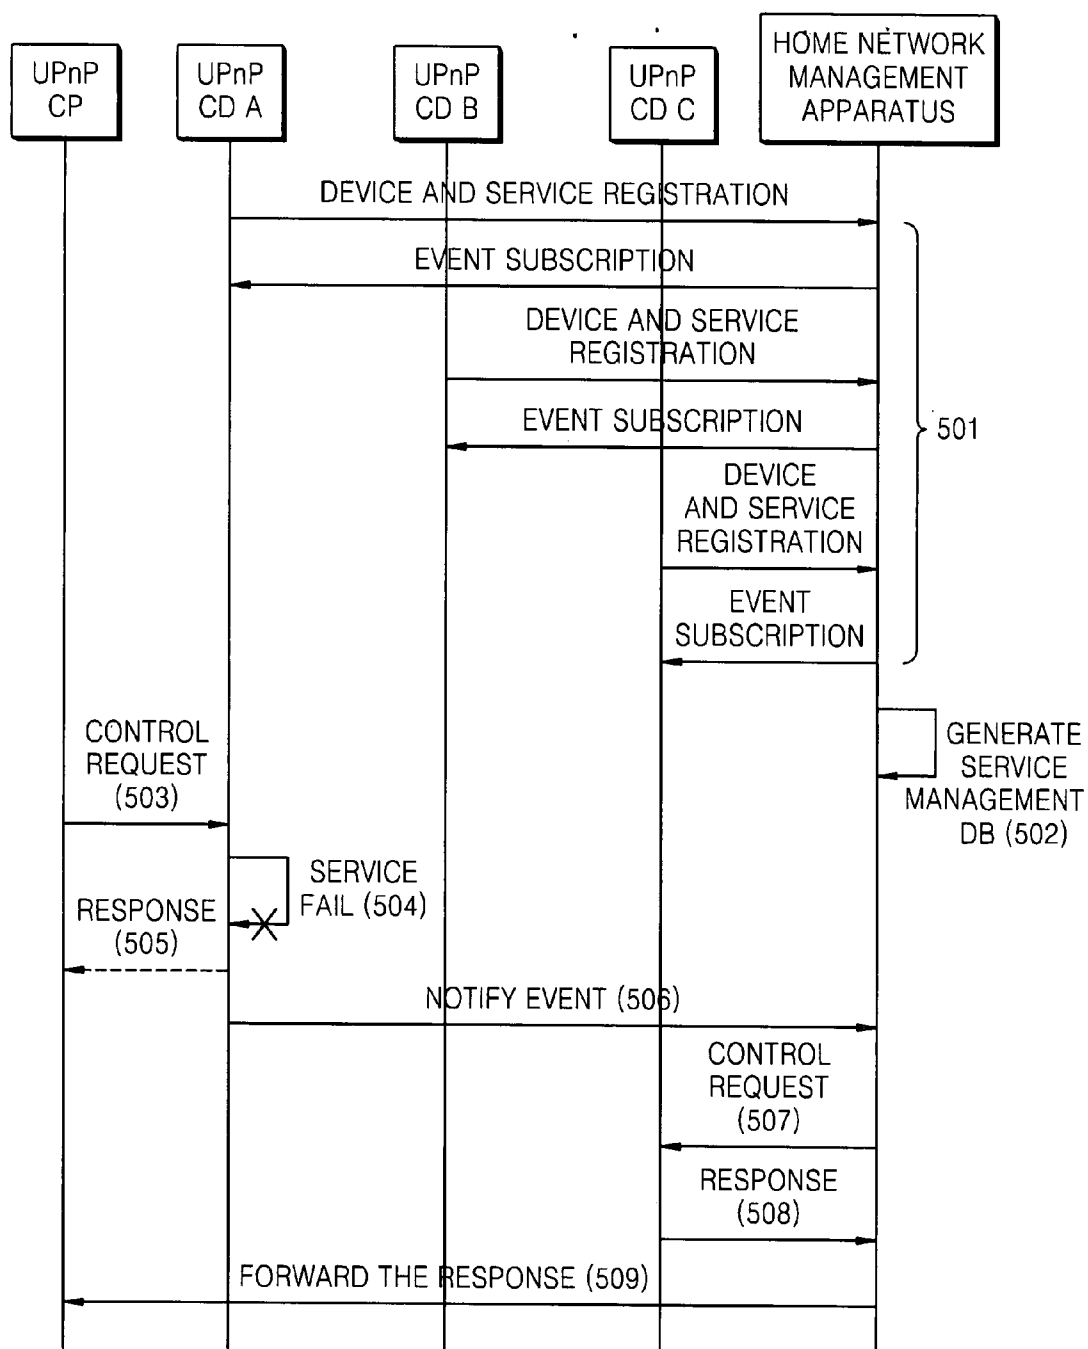 UPnP
CP
UPnP
CD A
UPnP
CD B
UPnP
CD C
HOME NETWORK
MANAGEMENT
APPARATUS
DEVICE AND SERVICE REGISTRATION
EVENT SUBSCRIPTION
DEVICE AND SERVICE
REGISTRATION
EVENT SUBSCRIPTION
501
DEVICE
AND SERVICE
REGISTRATION
EVENT
SUBSCRIPTION
GENERATE
SERVICE
MANAGEMENT
DB (502)
CONTROL
REQUEST
(503)
SERVICE
FAIL (504)
RESPONSE
(505)
NOTIFY EVENT (506)
CONTROL
REQUEST
(507)
RESPONSE
(508)
FORWARD THE RESPONSE (509)